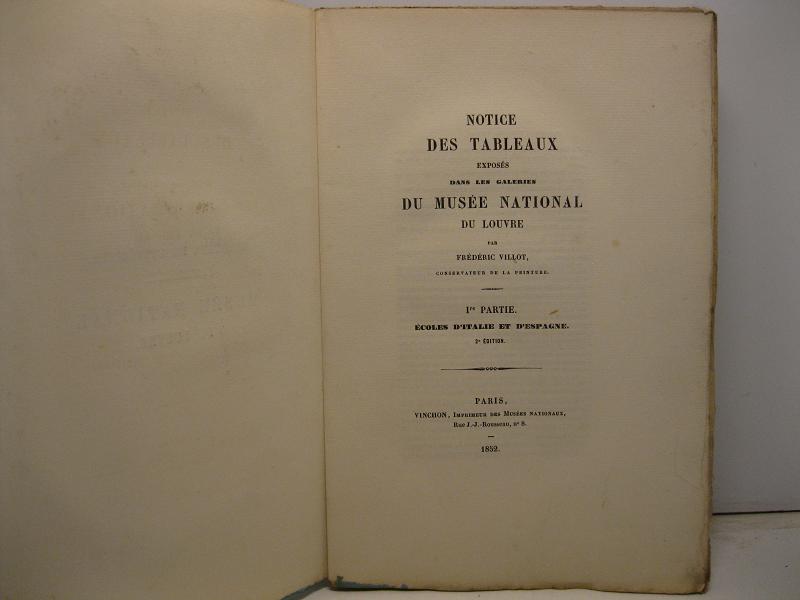 NOTICE
DES TABLEAUX
EXPOSÉS
DANS LES GALERIES
DU MUSÉE NATIONAL
DU LOUVRE
PAR
FRÉDÉRIC VILLOT,
CONSERVATEUR DE LA PEINTURE.
Ire PARTIE.
ÉCOLES D'ITALIE ET D'ESPAGNE.
2e ÉDITION.
PARIS,
VINCHON, IMPRIMEUR DES MUSÉES NATIONAUX,
RUE J.-J.-ROUSSEAU, no 8.
1852.